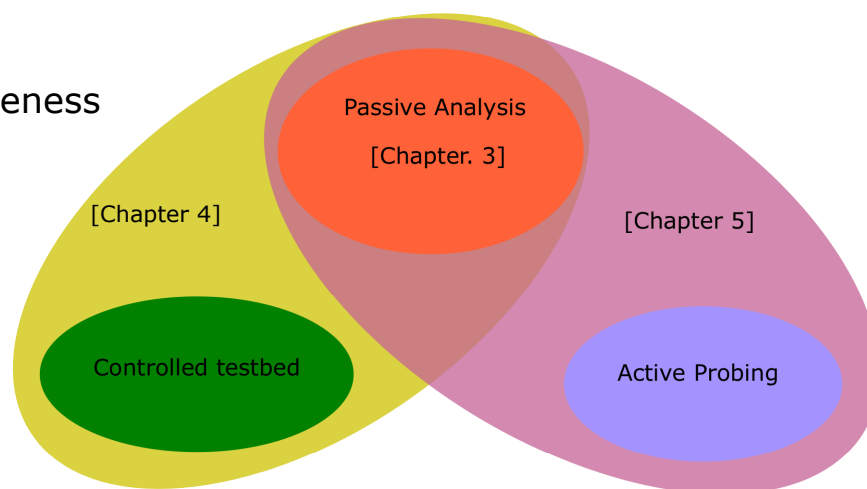 eness
Passive Analysis
[Chapter. 3]
[Chapter 4]
[Chapter 5]
Controlled testbed
Active Probing